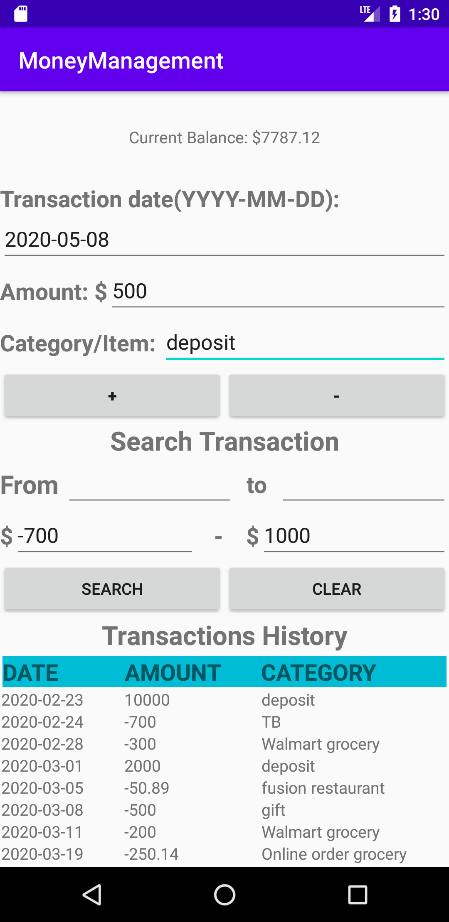 LTE 1:30
MoneyManagement
Current Balance: $7787.12
Transaction date(YYYY-MM-DD):
2020-05-08
Amount: $ 500
Category/Item: deposit
+ -
Search Transaction
From to
$ -700 - $ 1000
SEARCH CLEAR
Transactions History
DATE AMOUNT CATEGORY
2020-02-23 10000 deposit
2020-02-24 -700 TB
2020-02-28 -300 Walmart grocery
2020-03-01 2000 deposit
2020-03-05 -50.89 fusion restaurant
2020-03-08 -500 gift
2020-03-11 -200 Walmart grocery
2020-03-19 -250.14 Online order grocery